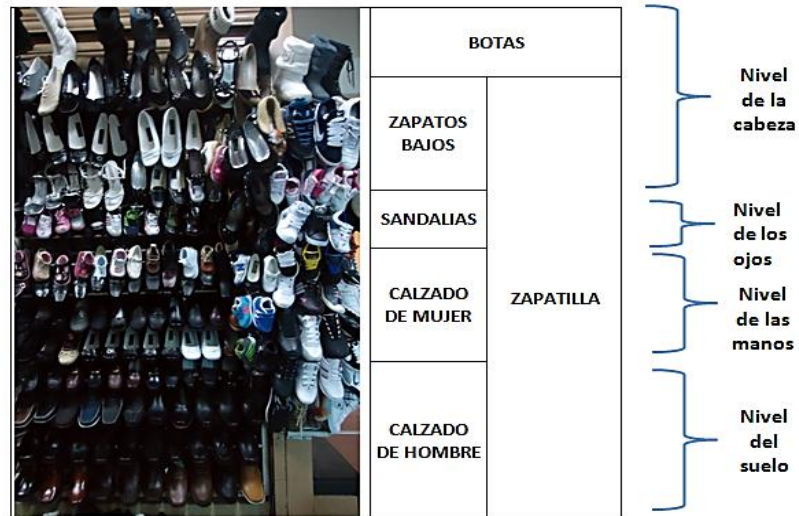 BOTAS
ZAPATOS
BAJOS
SANDALIAS
CALZADO
DE MUJER
CALZADO
DE HOMBRE
ZAPATILLA
Nivel
de la
cabeza
Nivel
de los
ojos
Nivel
de las
manos
Nivel
del
suelo